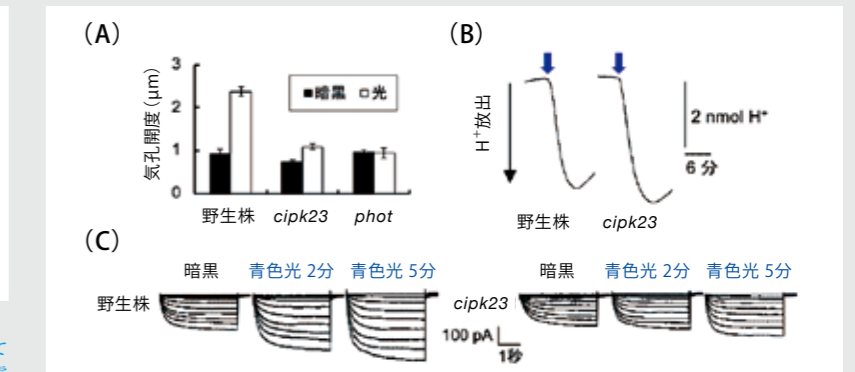 (A)
気孔開度 (μm)
3
2
1
0
■暗黒 □光
野生株 cipk23 phot
(B)
H⁺放出
2 nmol H⁺
6 分
野生株 cipk23
(C)
暗黒 青色光 2分 青色光 5分
野生株
暗黒 青色光 2分 青色光 5分
cipk23
100 pA
1秒